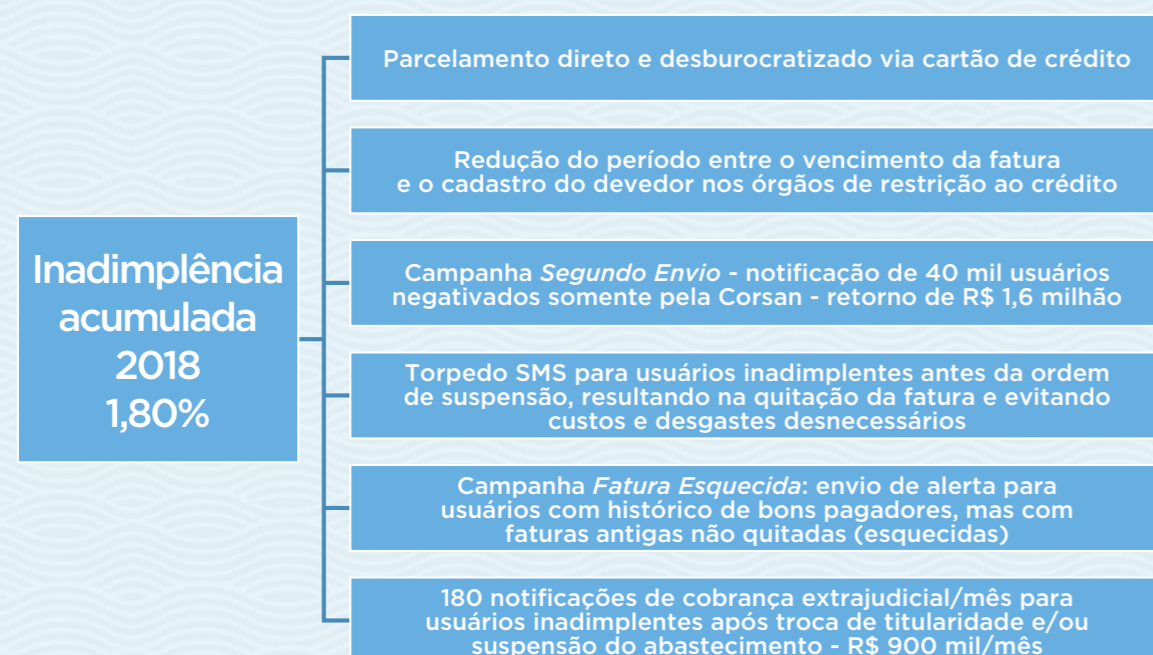 Inadimplência
acumulada
2018
1,80%
Parcelamento direto e desburocratizado via cartão de crédito
Redução do período entre o vencimento da fatura
e o cadastro do devedor nos órgãos de restrição ao crédito
Campanha Segundo Envio - notificação de 40 mil usuários
negativados somente pela Corsan - retorno de R$ 1,6 milhão
Torpedo SMS para usuários inadimplentes antes da ordem
de suspensão, resultando na quitação da fatura e evitando
custos e desgastes desnecessários
Campanha Fatura Esquecida: envio de alerta para
usuários com histórico de bons pagadores, mas com
faturas antigas não quitadas (esquecidas)
180 notificações de cobrança extrajudicial/mês para
usuários inadimplentes após troca de titularidade e/ou
suspensão do abastecimento - R$ 900 mil/mês